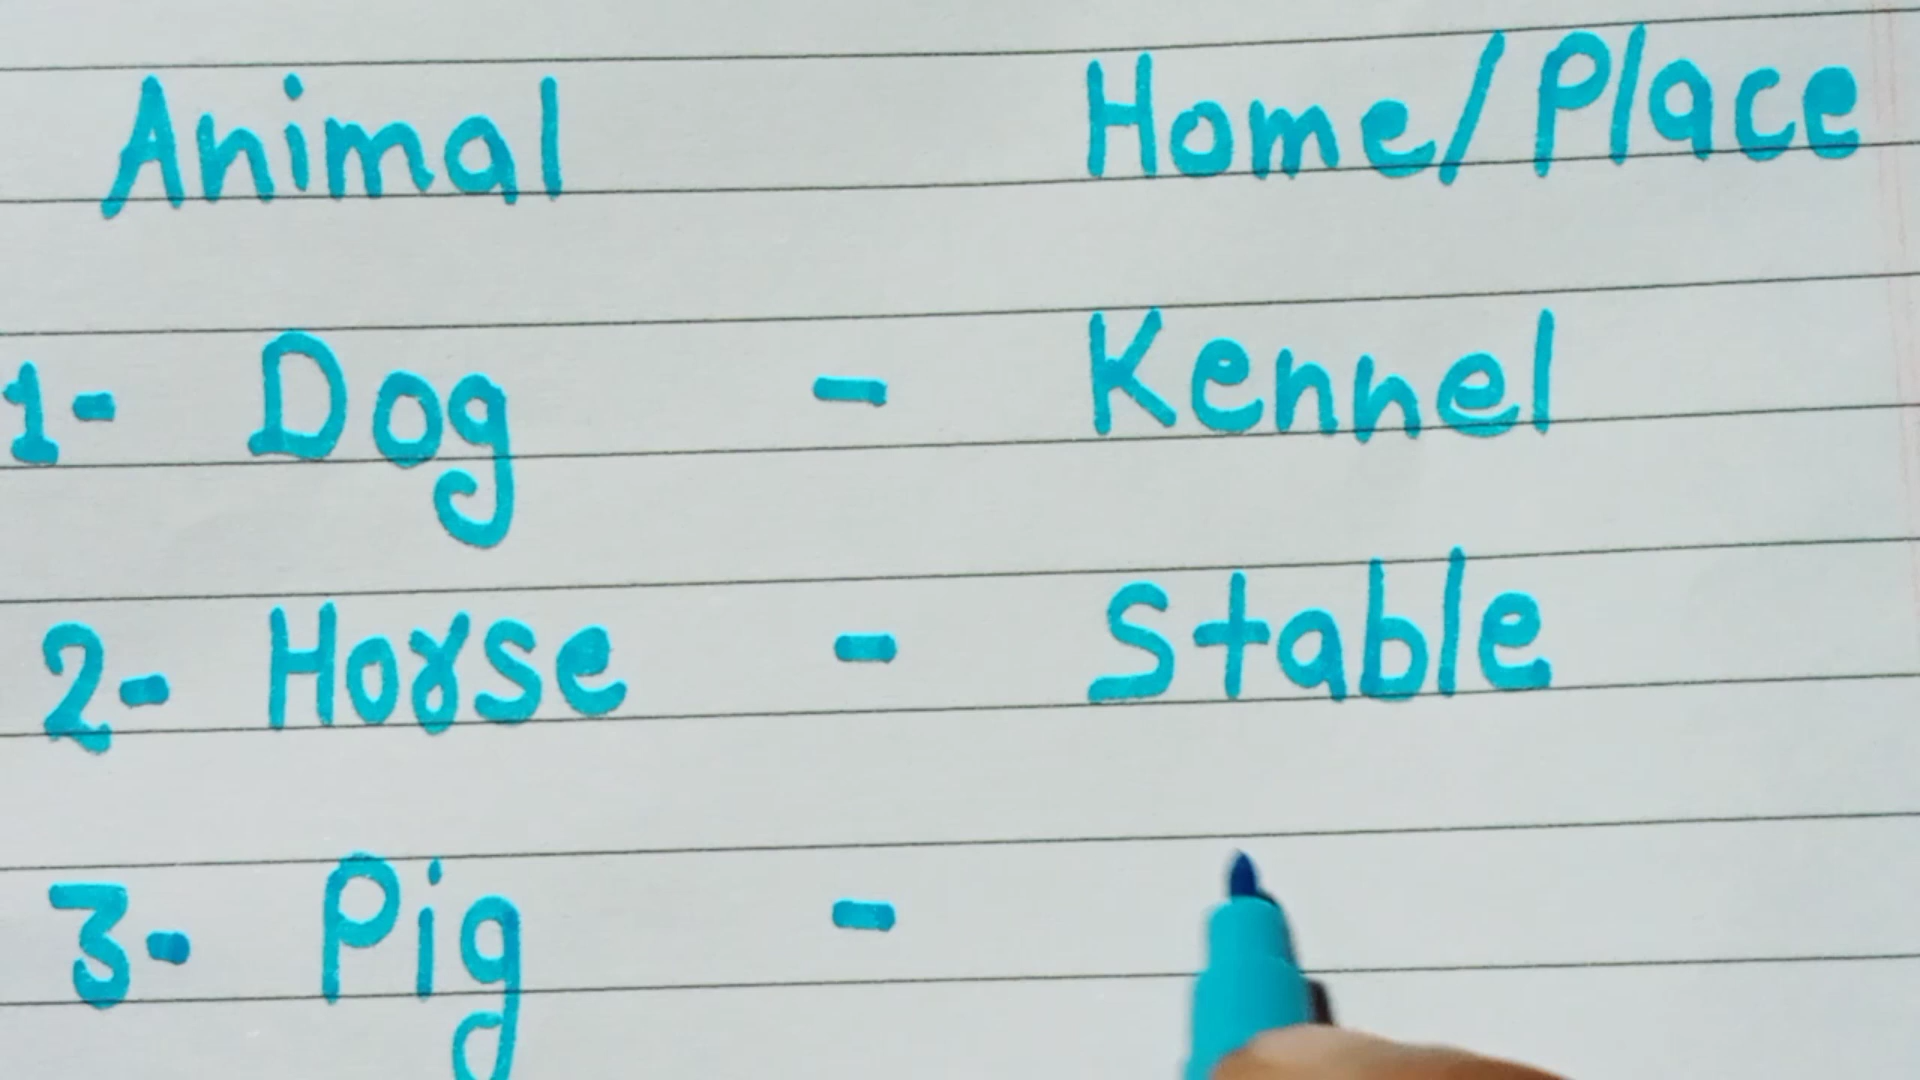 Animal Home/Place
1- Dog - Kennel
2- Horse - Stable
3- Pig -